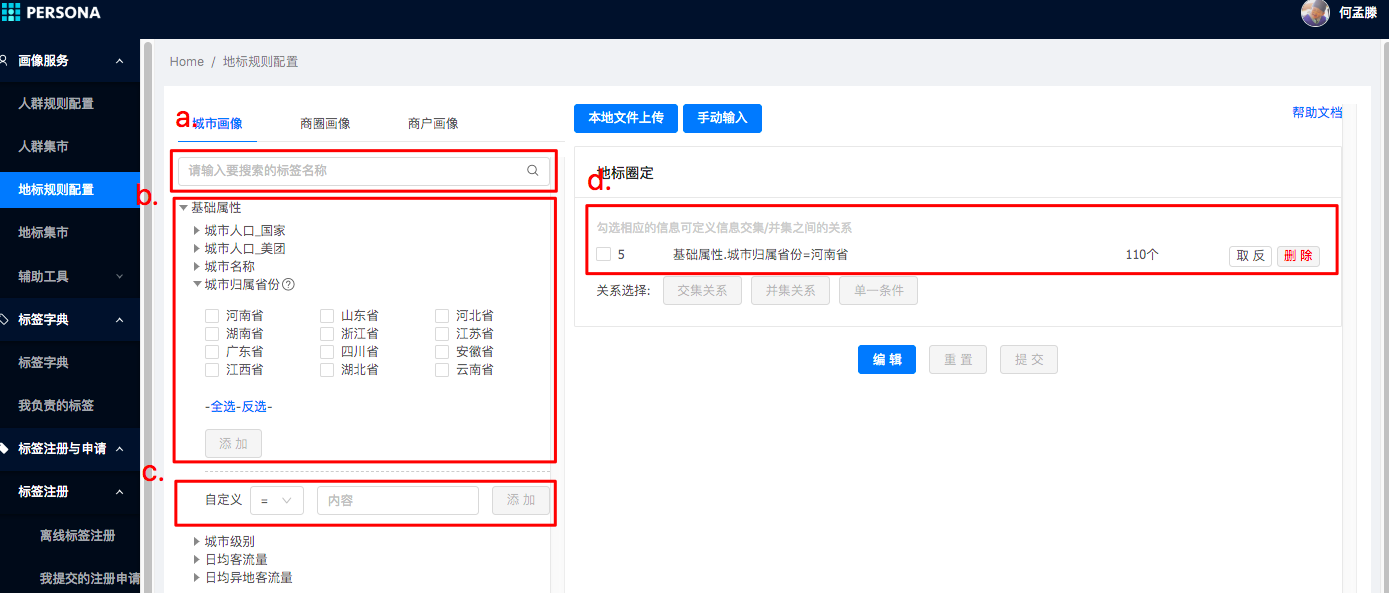 PERSONA
何孟滕
画像服务
人群规则配置
人群集市
地标规则配置
地标集市
辅助工具
标签字典
标签字典
我负责的标签
标签注册与申请
标签注册
离线标签注册
我提交的注册申请
Home / 地标规则配置
a
城市画像 商圈画像 商户画像
请输入要搜索的标签名称
b.
基础属性
城市人口_国家
城市人口_美团
城市名称
城市归属省份?
河南省 山东省 河北省
湖南省 浙江省 江苏省
广东省 四川省 安徽省
江西省 湖北省 云南省
-全选-反选-
添 加
c.
自定义 = 内容 添 加
城市级别
日均客流量
日均异地客流量
本地文件上传 手动输入 帮助文档
地标圈定
d.
勾选相应的信息可定义信息交集/并集之间的关系
5 基础属性.城市归属省份=河南省 110个 取 反 删 除
关系选择: 交集关系 并集关系 单一条件
编 辑 重 置 提 交